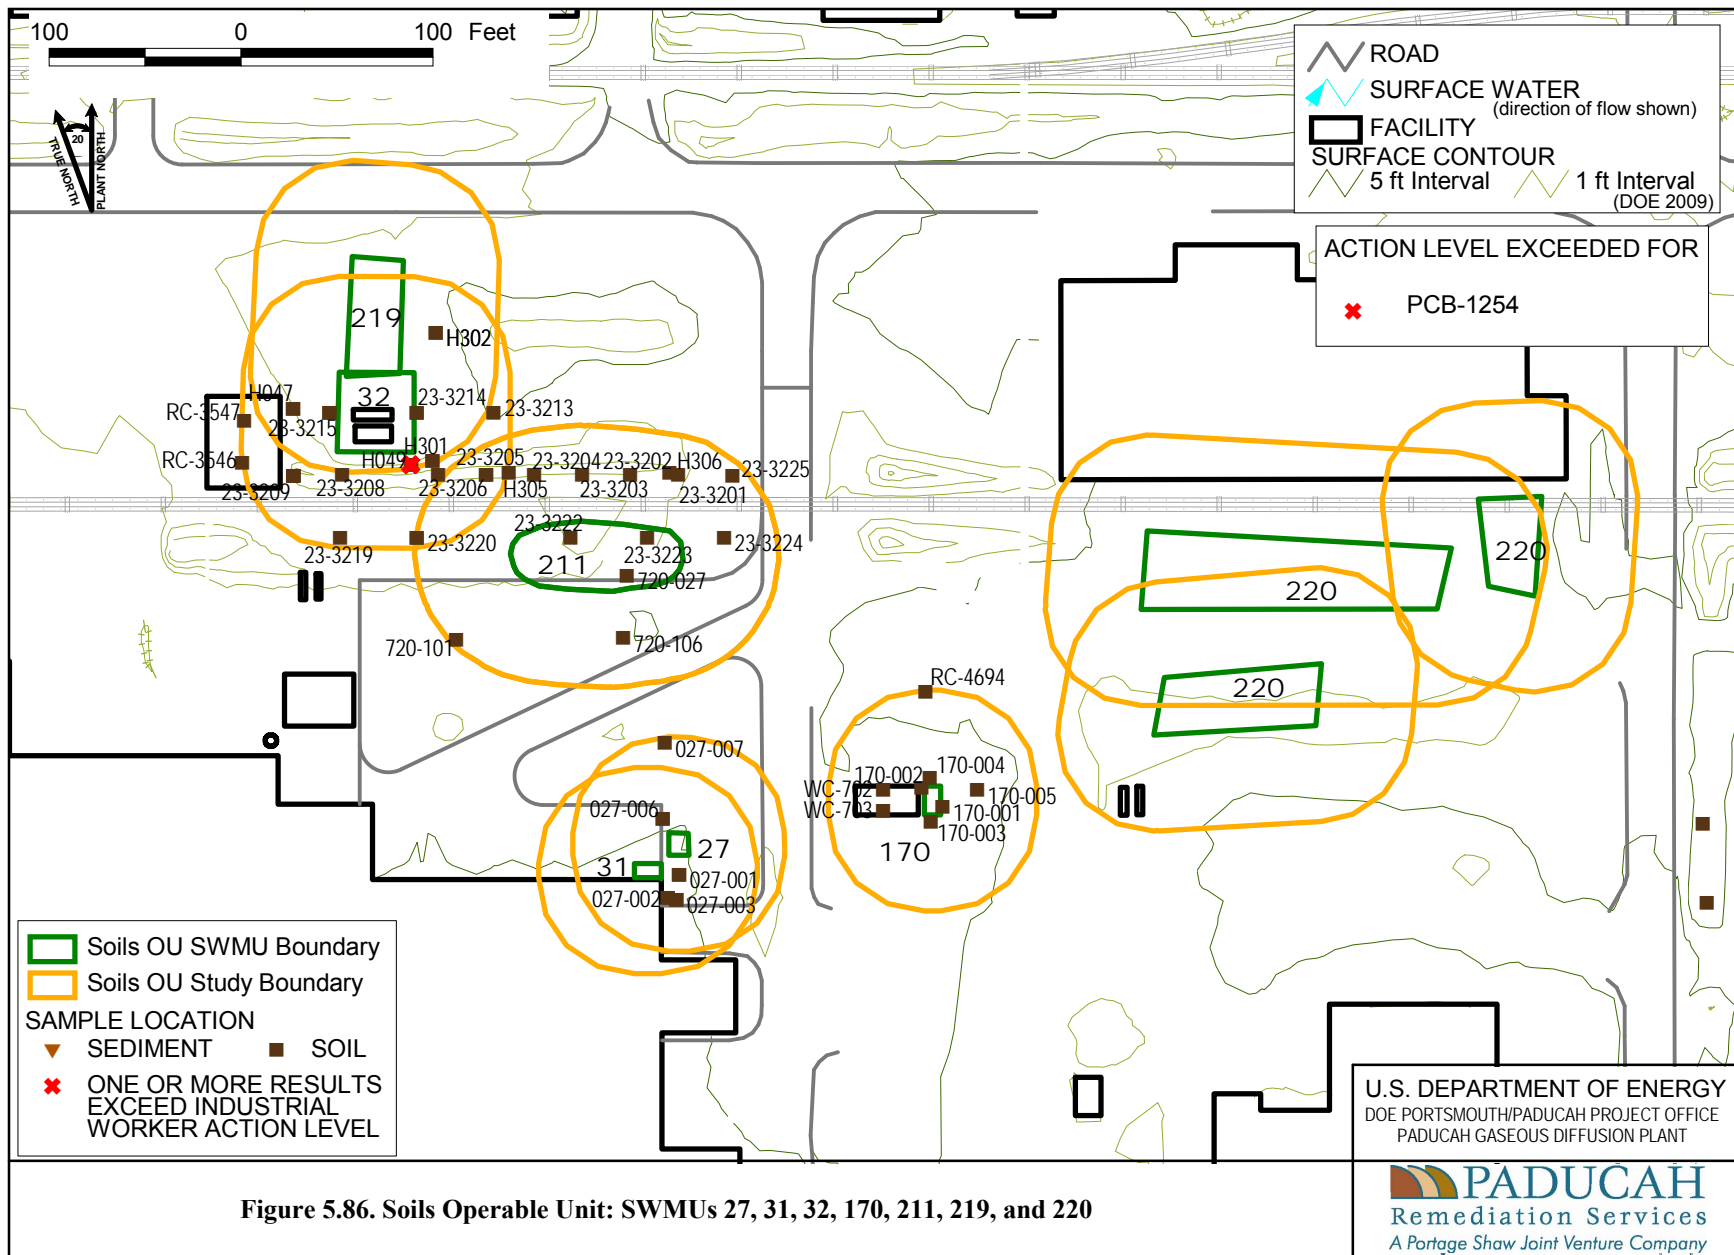 100 0 100 Feet
TRUE NORTH
20
PLANT NORTH
ROAD
SURFACE WATER
(direction of flow shown)
FACILITY
SURFACE CONTOUR
5 ft Interval 1 ft Interval
(DOE 2009)
ACTION LEVEL EXCEEDED FOR
PCB-1254
219
H302
32
H047
RC-3547
23-3215
23-3214
23-3213
RC-3546
H049
H301
23-3205
23-3204
23-3202
H306
23-3225
23-3209
23-3208
23-3206
H305
23-3203
23-3201
23-3219
23-3220
23-3222
23-3223
23-3224
211
720-027
720-101
720-106
220
220
220
RC-4694
027-007
027-006
27
31
027-001
027-002
027-003
170-002
170-004
WC-702
WC-703
170-005
170-001
170-003
170
Soils OU SWMU Boundary
Soils OU Study Boundary
SAMPLE LOCATION
SEDIMENT SOIL
ONE OR MORE RESULTS
EXCEED INDUSTRIAL
WORKER ACTION LEVEL
U.S. DEPARTMENT OF ENERGY
DOE PORTSMOUTH/PADUCAH PROJECT OFFICE
PADUCAH GASEOUS DIFFUSION PLANT
PADUCAH
Remediation Services
A Portage Shaw Joint Venture Company
Figure 5.86. Soils Operable Unit: SWMUs 27, 31, 32, 170, 211, 219, and 220